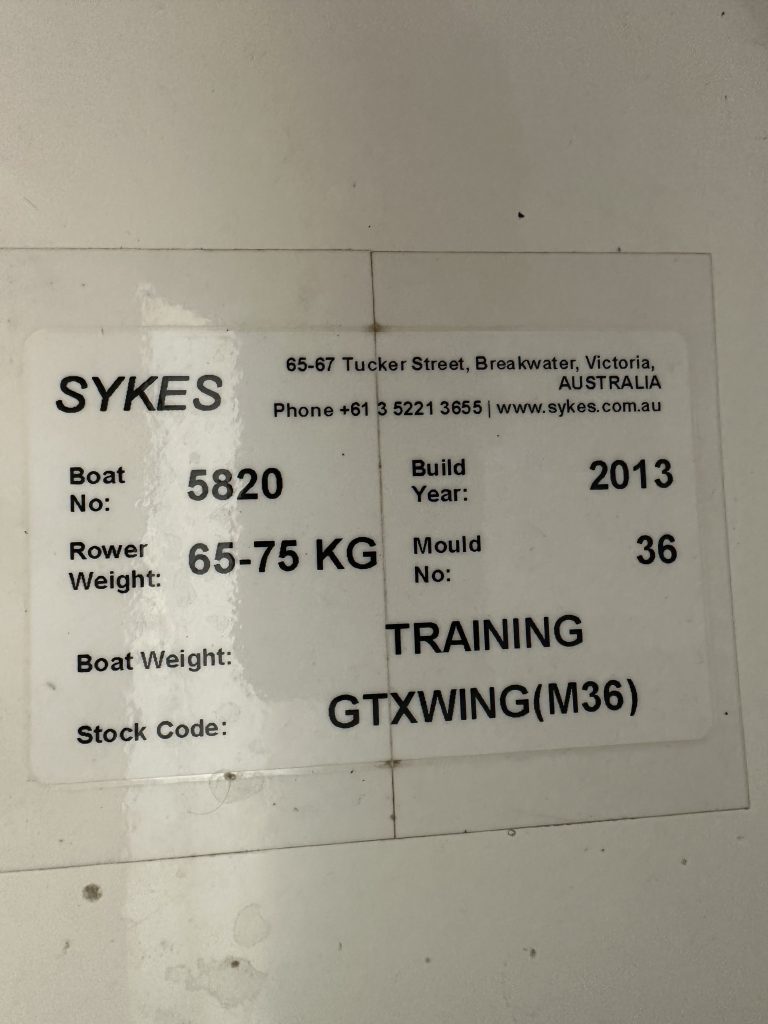 SYKES
65-67 Tucker Street, Breakwater, Victoria,
AUSTRALIA
Phone +61 3 5221 3655 | www.sykes.com.au
Boat No: 5820
Build Year: 2013
Rower Weight: 65-75 KG
Mould No: 36
Boat Weight: TRAINING
Stock Code: GTXWING(M36)